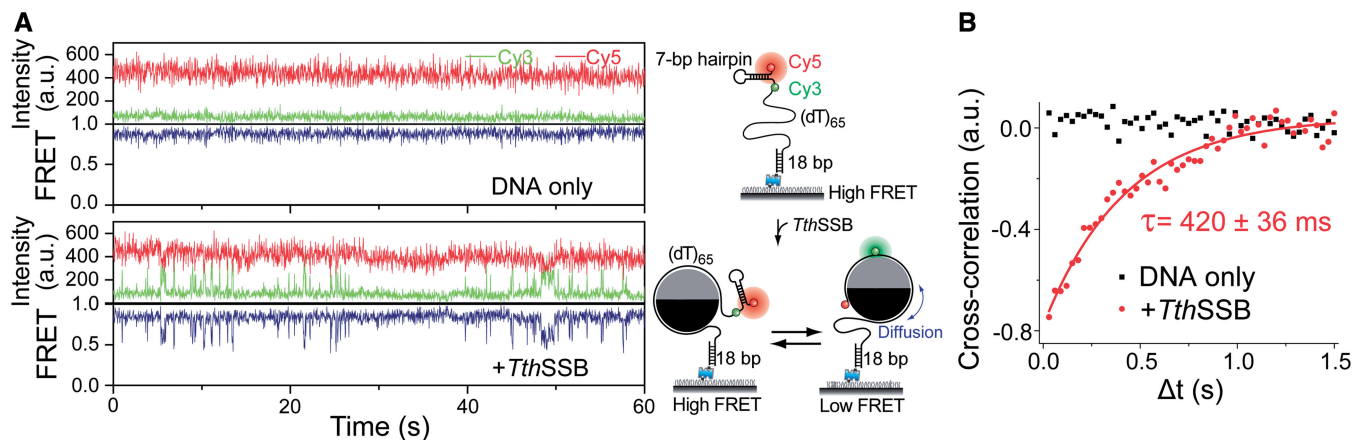 A
Intensity
(a.u.)
600
400
200
Cy3
Cy5
FRET
1.0
0.5
0.0
DNA only
Intensity
(a.u.)
600
400
200
FRET
1.0
0.5
0.0
+TthSSB
0
20
40
60
Time (s)
7-bp hairpin
Cy5
Cy3
(dT)65
18 bp
High FRET
TthSSB
(dT)65
Diffusion
18 bp
18 bp
High FRET
Low FRET
B
Cross-correlation (a.u.)
0.0
-0.4
-0.8
τ= 420 ± 36 ms
DNA only
+TthSSB
0.0
0.5
1.0
1.5
Δt (s)